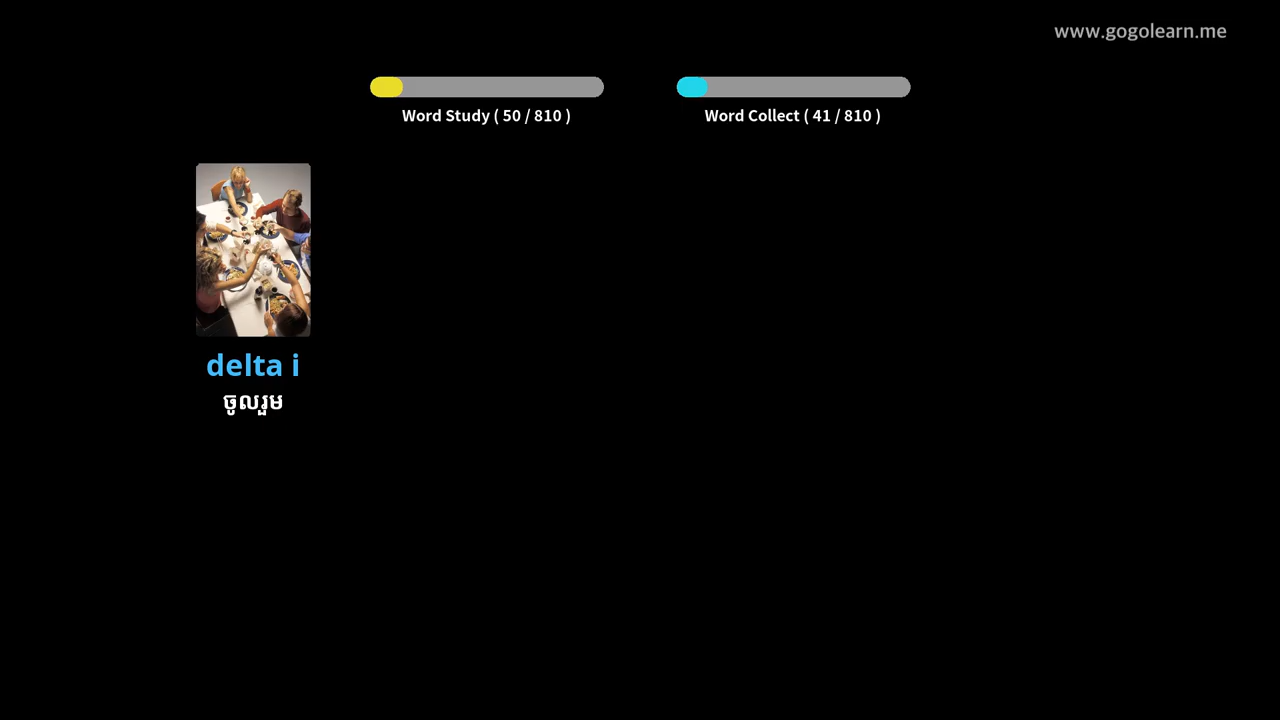 www.gogolearn.me
Word Study ( 50 / 810 )
Word Collect ( 41 / 810 )
delta i
ចូលរួម